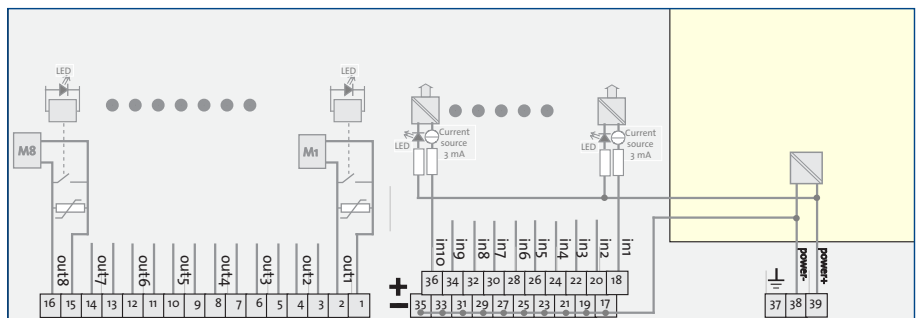 LED
LED
M8
M1
LED
Current
source
3 mA
LED
Current
source
3 mA
out8
out7
out6
out5
out4
out3
out2
out1
in10
in9
in8
in7
in6
in5
in4
in3
in2
in1
power-
power+
+
36 34 32 30 28 26 24 22 20 18
−
16 15 14 13 12 11 10 9 8 7 6 5 4 3 2 1
35 33 31 29 27 25 23 21 19 17
37 38 39